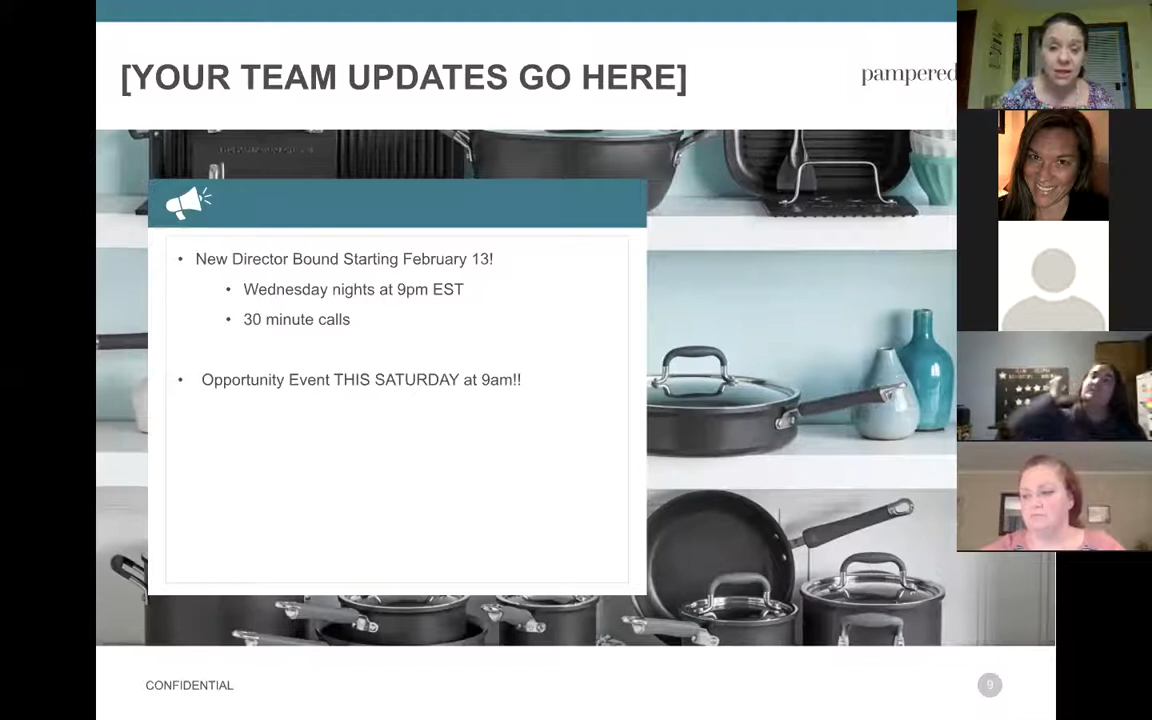 [YOUR TEAM UPDATES GO HERE]
pampered
• New Director Bound Starting February 13!
• Wednesday nights at 9pm EST
• 30 minute calls
• Opportunity Event THIS SATURDAY at 9am!!
CONFIDENTIAL
9